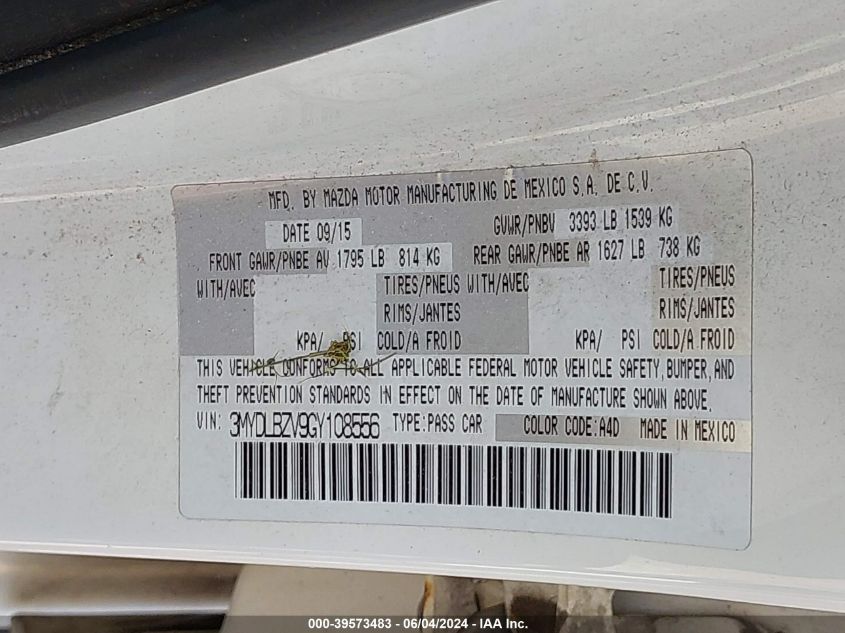 MFD. BY MAZDA MOTOR MANUFACTURING DE MEXICO S.A. DE C.V.
DATE 09/15 GVWR/PNBV 3393 LB 1539 KG
FRONT GAWR/PNBE AV 1795 LB 814 KG REAR GAWR/PNBE AR 1627 LB 738 KG
WITH/AVEC TIRES/PNEUS WITH/AVEC TIRES/PNEUS
RIMS/JANTES RIMS/JANTES
KPA/ PSI COLD/A FROID KPA/ PSI COLD/A FROID
THIS VEHICLE CONFORMS TO ALL APPLICABLE FEDERAL MOTOR VEHICLE SAFETY, BUMPER, AND
THEFT PREVENTION STANDARDS IN EFFECT ON THE DATE OF MANUFACTURE SHOWN ABOVE.
VIN: 3MYDLBZV9GY108556 TYPE:PASS CAR COLOR CODE:A4D MADE IN MEXICO
000-39573483 - 06/04/2024 - IAA Inc.